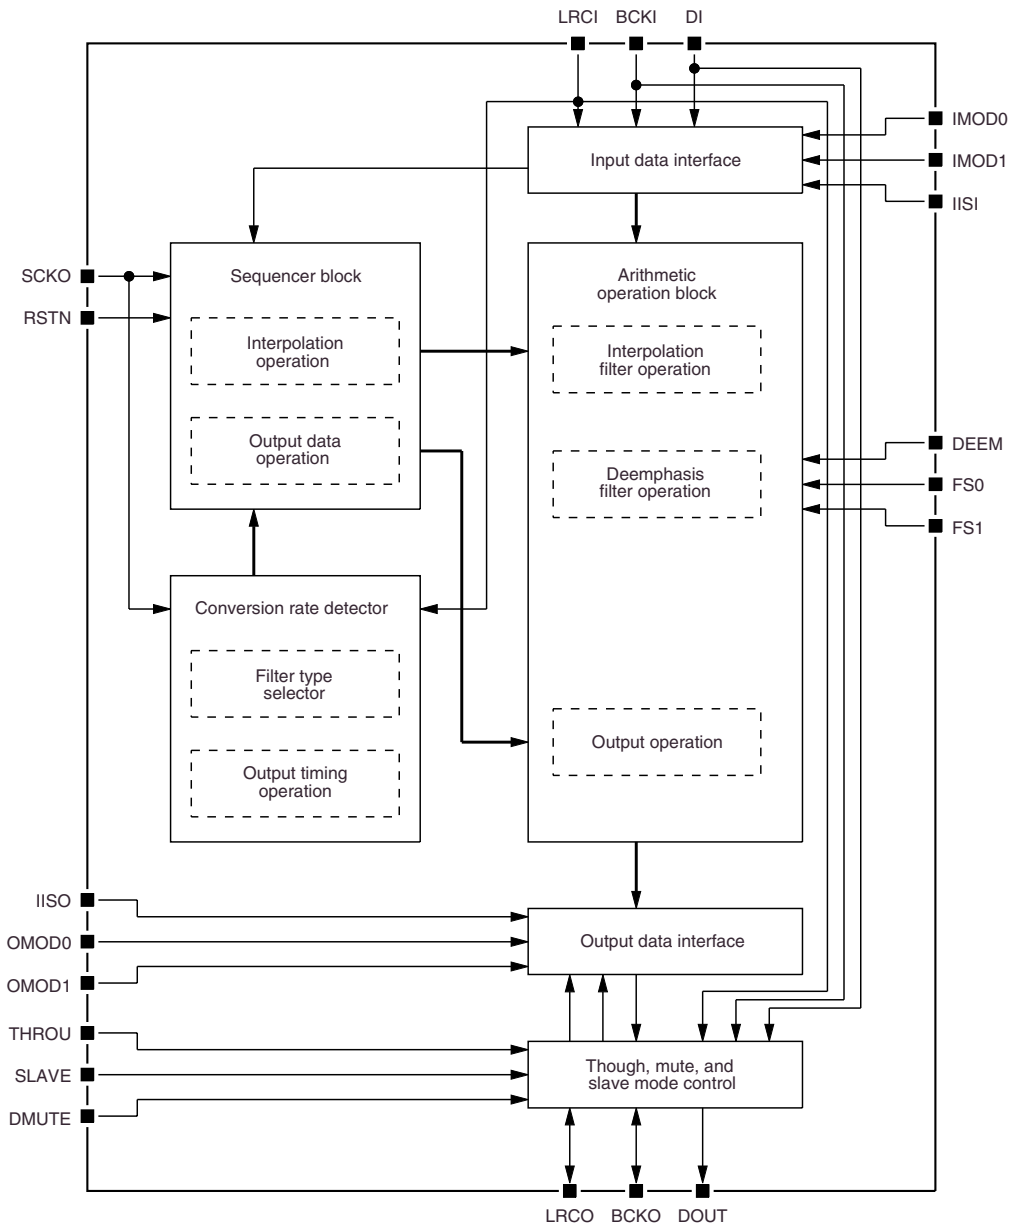 LRCI BCKI DI
IMOD0
Input data interface
IMOD1
IISI
SCKO
Sequencer block
Arithmetic
operation block
RSTN
Interpolation
operation
Interpolation
filter operation
Output data
operation
DEEM
Deemphasis
filter operation
FS0
FS1
Conversion rate detector
Filter type
selector
Output operation
Output timing
operation
IISO
OMOD0
Output data interface
OMOD1
THROU
Though, mute, and
slave mode control
SLAVE
DMUTE
LRCO BCKO DOUT